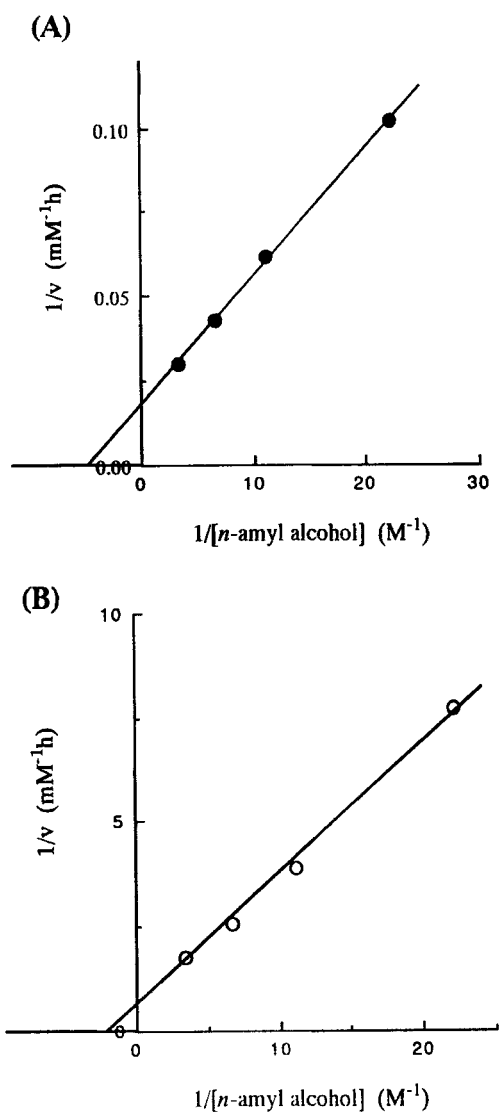 (A)
0.10
0.05
0.00
1/v (mM⁻¹h)
0 10 20 30
1/[n-amyl alcohol] (M⁻¹)
(B)
10
5
0
1/v (mM⁻¹h)
0 10 20
1/[n-amyl alcohol] (M⁻¹)